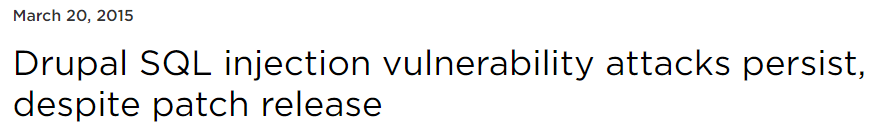 March 20, 2015
Drupal SQL injection vulnerability attacks persist,
despite patch release